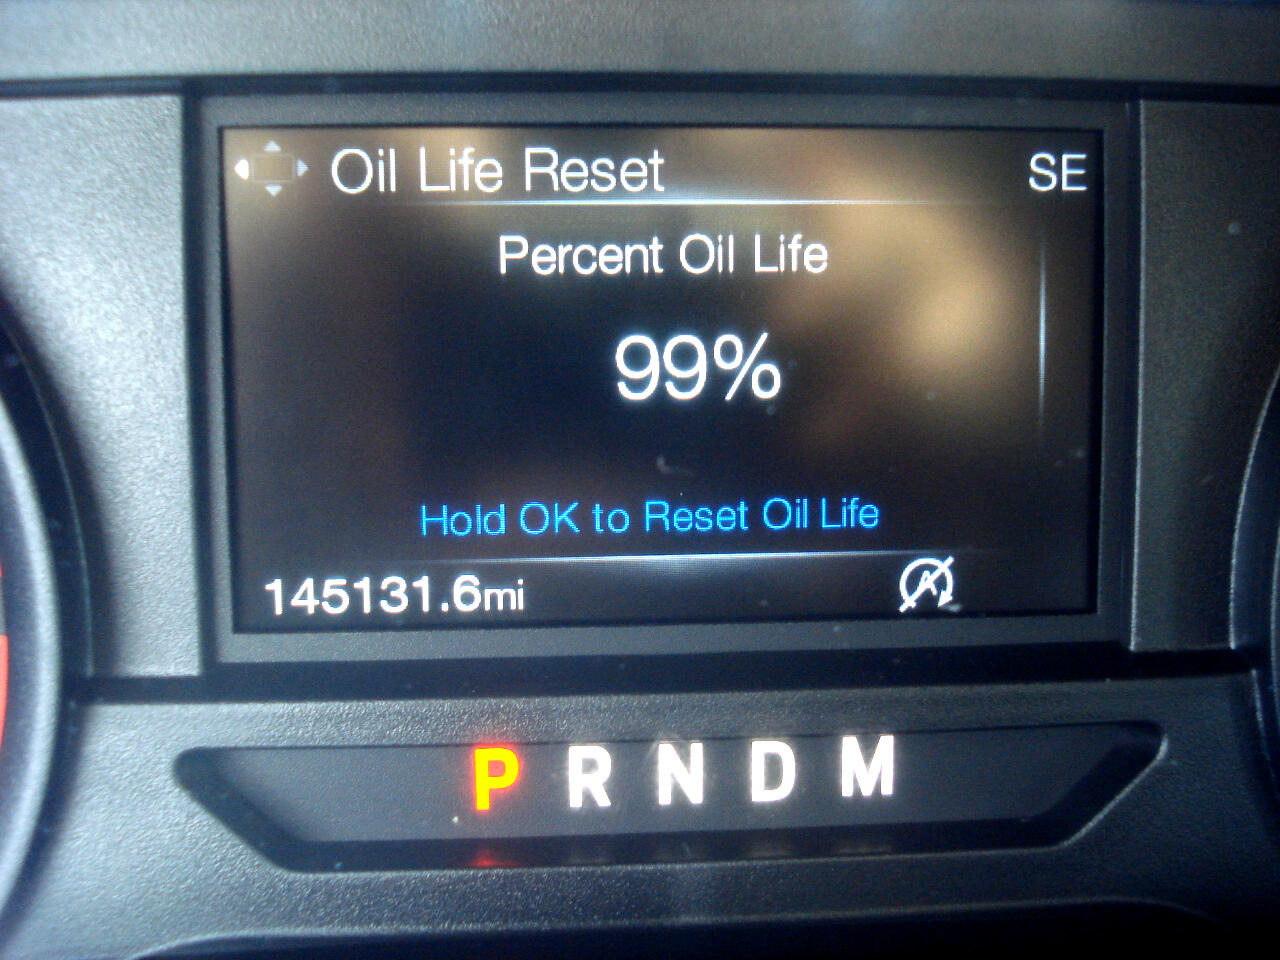 Oil Life Reset SE
Percent Oil Life
99%
Hold OK to Reset Oil Life
145131.6mi A
P R N D M